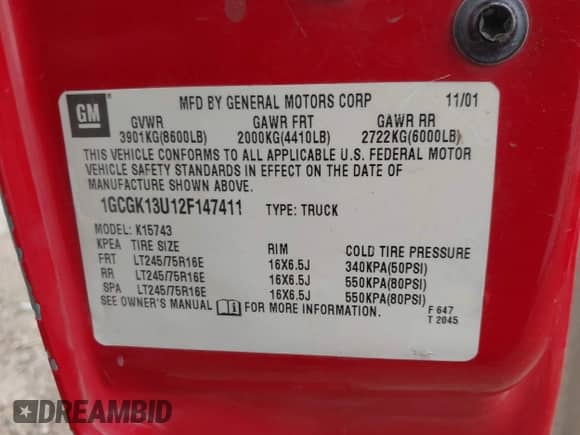 GM
MFD BY GENERAL MOTORS CORP 11/01
GVWR GAWR FRT GAWR RR
3901KG(8600LB) 2000KG(4410LB) 2722KG(6000LB)
THIS VEHICLE CONFORMS TO ALL APPLICABLE U.S. FEDERAL MOTOR
VEHICLE SAFETY STANDARDS IN EFFECT ON THE DATE OF
MANUFACTURE SHOWN ABOVE.
1GCGK13U12F147411 TYPE: TRUCK
MODEL: K15743
KPEA TIRE SIZE RIM COLD TIRE PRESSURE
FRT LT245/75R16E 16X6.5J 340KPA(50PSI)
RR LT245/75R16E 16X6.5J 550KPA(80PSI)
SPA LT245/75R16E 16X6.5J 550KPA(80PSI)
SEE OWNER'S MANUAL FOR MORE INFORMATION.
F 647
T 2045
DREAMBID